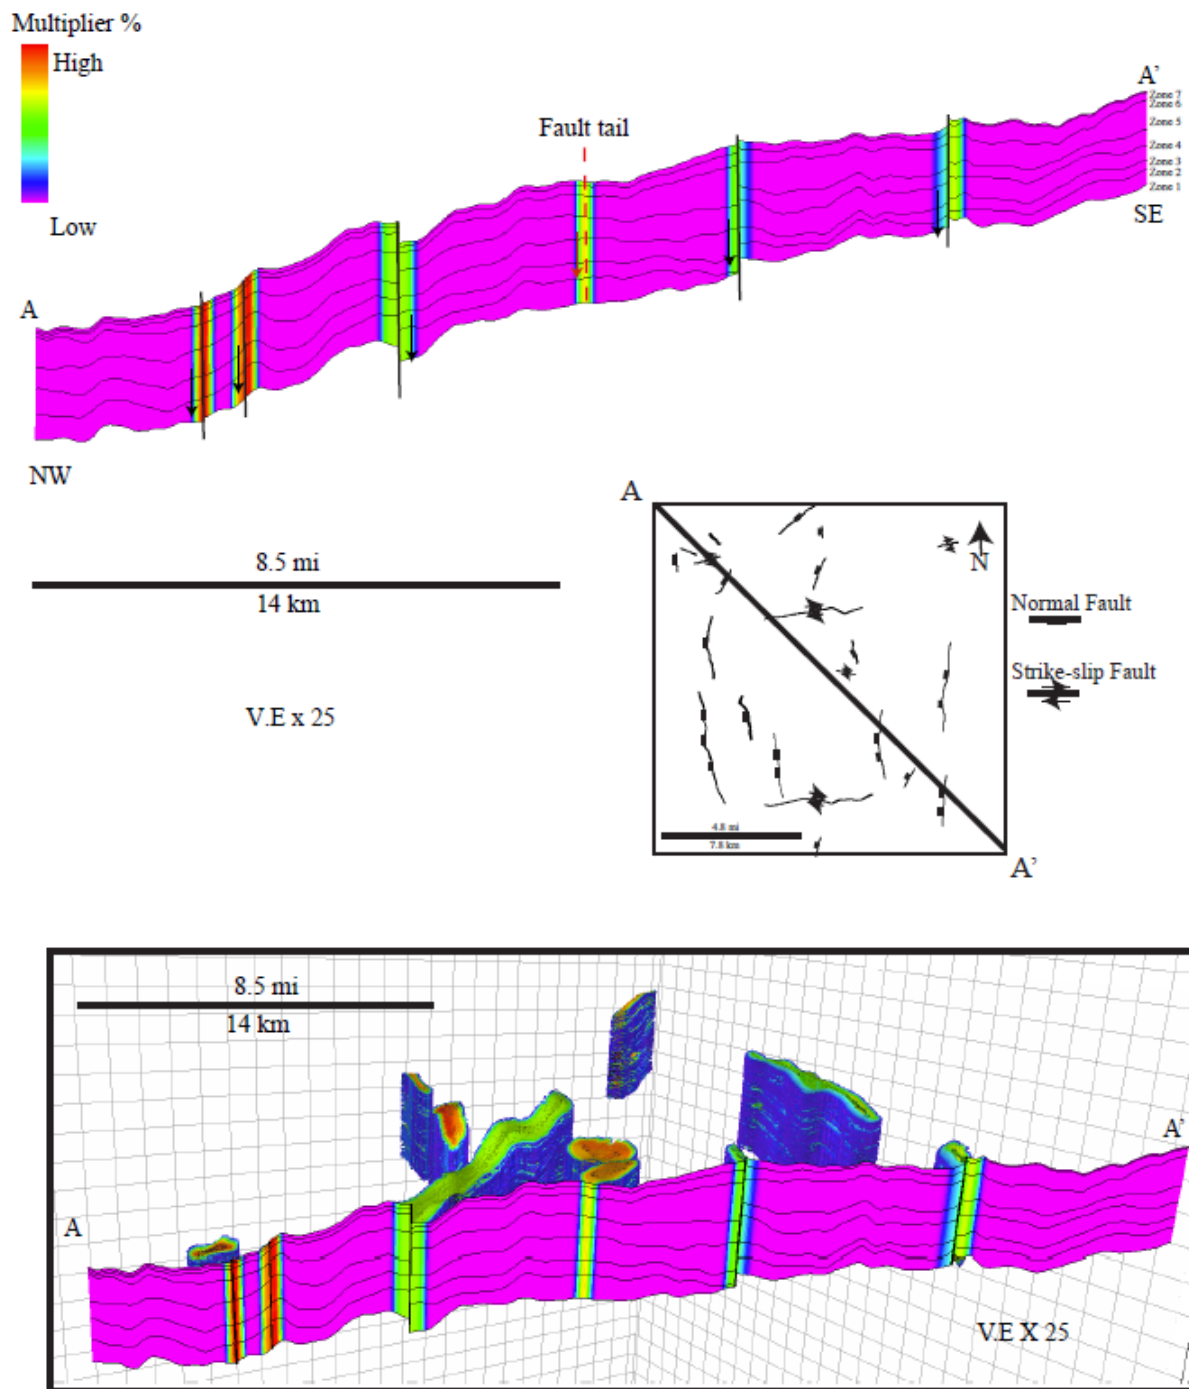 Multiplier %
High
Low
Fault tail
A'
Zone 7
Zone 6
Zone 5
Zone 4
Zone 3
Zone 2
Zone 1
SE
A
NW
8.5 mi
14 km
V.E x 25
A
N
Normal Fault
Strike-slip Fault
4.8 mi
7.8 km
A’
8.5 mi
14 km
A’
A
V.E X 25